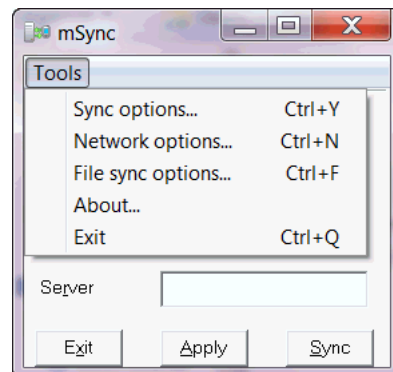 mSync
Tools
Sync options... Ctrl+Y
Network options... Ctrl+N
File sync options... Ctrl+F
About...
Exit Ctrl+Q
Server
Exit Apply Sync